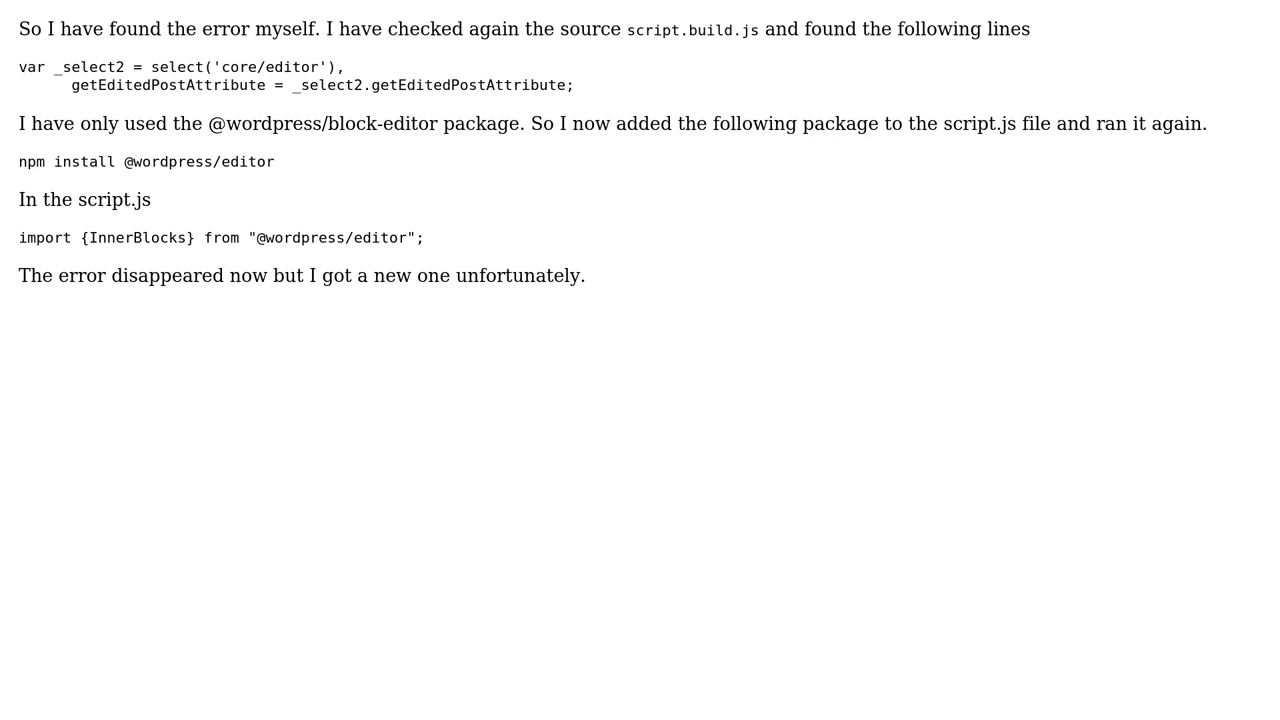 So I have found the error myself. I have checked again the source script.build.js and found the following lines
var _select2 = select('core/editor'),
      getEditedPostAttribute = _select2.getEditedPostAttribute;
I have only used the @wordpress/block-editor package. So I now added the following package to the script.js file and ran it again.
npm install @wordpress/editor
In the script.js
import {InnerBlocks} from "@wordpress/editor";
The error disappeared now but I got a new one unfortunately.